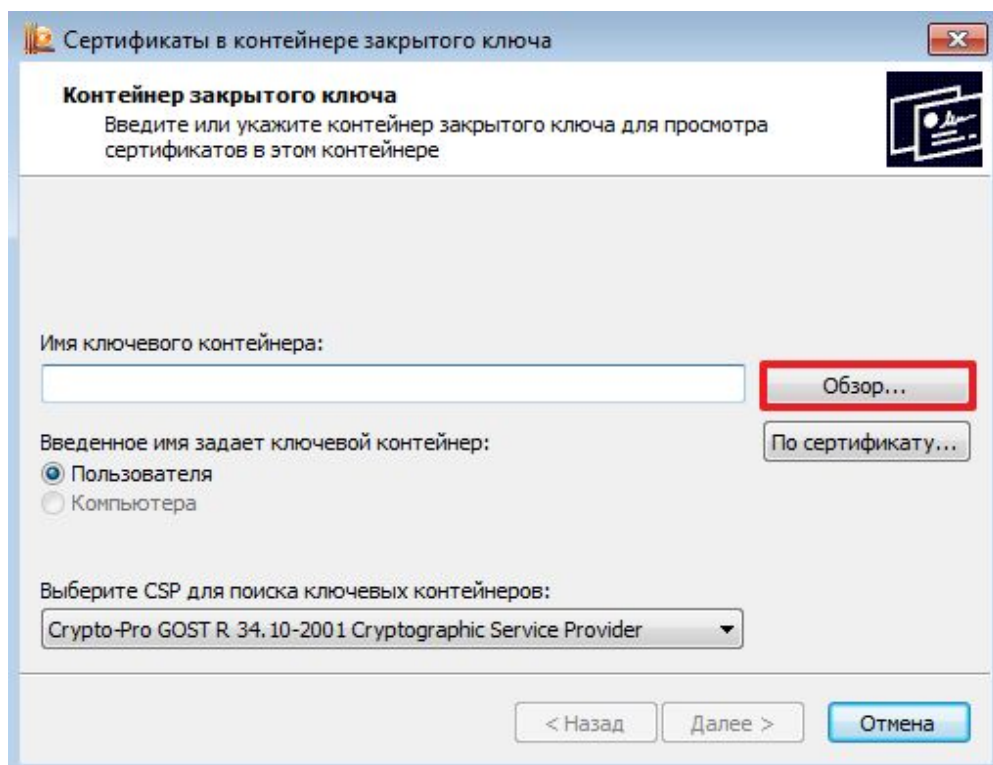 Сертификаты в контейнере закрытого ключа
Контейнер закрытого ключа
Введите или укажите контейнер закрытого ключа для просмотра
сертификатов в этом контейнере
Имя ключевого контейнера:
Обзор...
Введенное имя задает ключевой контейнер:
По сертификату...
Пользователя
Компьютера
Выберите CSP для поиска ключевых контейнеров:
Crypto-Pro GOST R 34.10-2001 Cryptographic Service Provider
< Назад
Далее >
Отмена